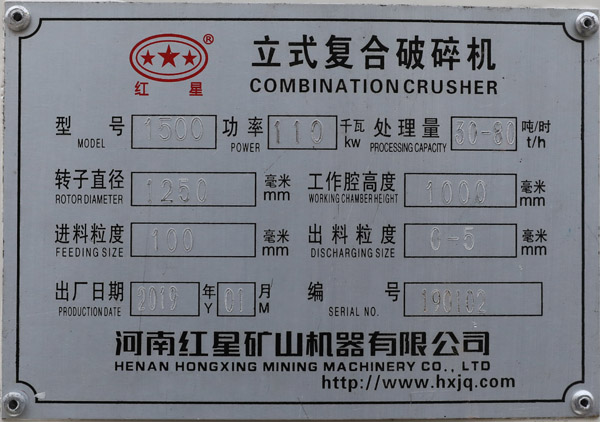 红星®
立式复合破碎机
COMBINATION CRUSHER
型号 MODEL 1500 功率 POWER 110 千瓦 kw 处理量 PROCESSING CAPACITY 30-80 吨/时 t/h
转子直径 ROTOR DIAMETER 1250 毫米 mm 工作腔高度 WORKING CHAMBER HEIGHT 1000 毫米 mm
进料粒度 FEEDING SIZE 100 毫米 mm 出料粒度 DISCHARGING SIZE 0-5 毫米 mm
出厂日期 PRODUCTION DATE 2019 年 Y 01 月 M 编号 SERIAL NO. 190102
河南红星矿山机器有限公司
HENAN HONGXING MINING MACHINERY CO., LTD
http://www.hxjq.com/